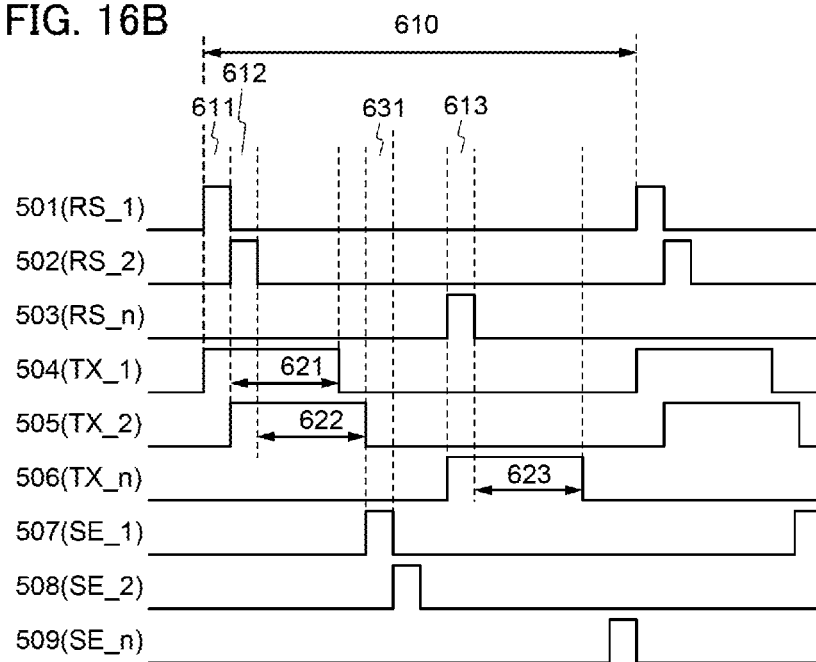 FIG. 16B
610
612
611
631
613
501(RS_1)
502(RS_2)
503(RS_n)
504(TX_1)
621
505(TX_2)
622
506(TX_n)
623
507(SE_1)
508(SE_2)
509(SE_n)